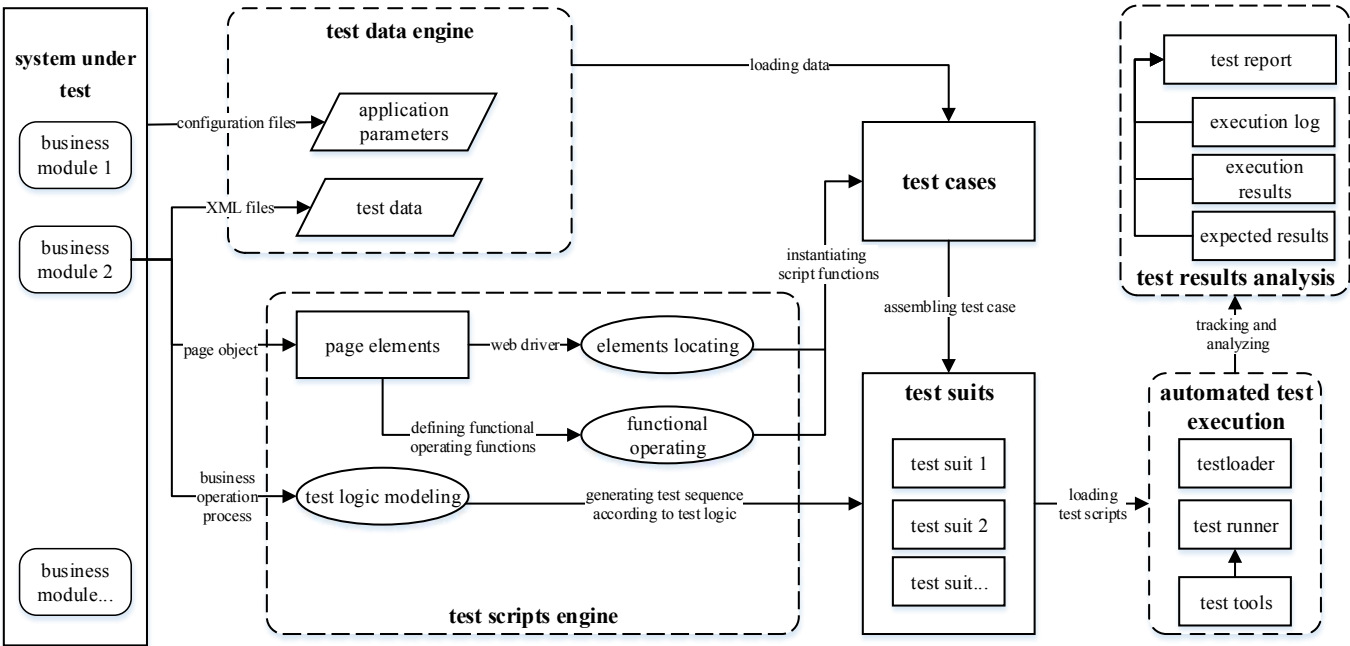 system under
test
business
module 1
business
module 2
business
module...
configuration files
XML files
page object
business
operation
process
test data engine
application
parameters
test data
loading data
page elements
web driver
elements locating
defining functional
operating functions
functional
operating
test logic modeling
generating test sequence
according to test logic
test scripts engine
instantiating
script functions
test cases
assembling test case
test suits
test suit 1
test suit 2
test suit...
loading
test scripts
test report
execution log
execution
results
expected results
test results analysis
tracking and
analyzing
automated test
execution
testloader
test runner
test tools